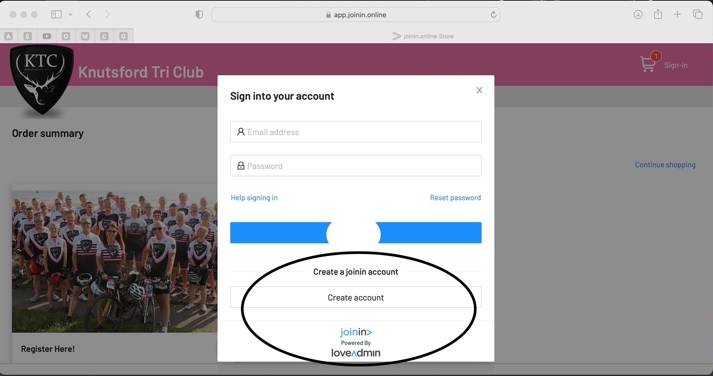 app.joinin.online
A E M C B
joinin.online Store
KTC
Knutsford Tri Club
1
Sign-in
Order summary
Continue shopping
Sign into your account
Email address
Password
Help signing in
Reset password
Create a joinin account
Create account
joinin>
Powered By
loveadmin
Register Here!